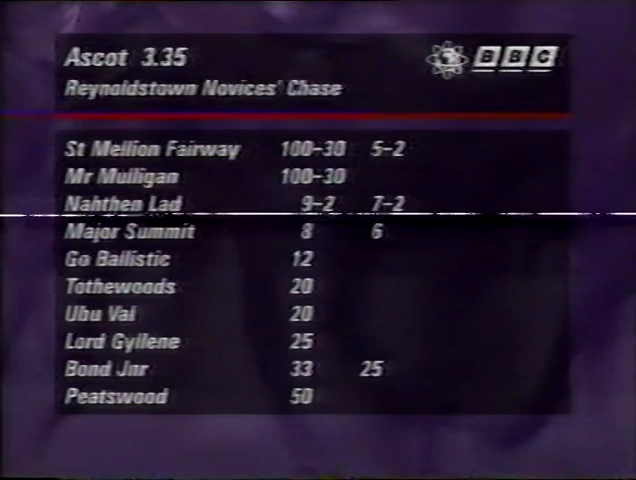 Ascot 3.35
BBC
Reynoldstown Novices' Chase
St Mellion Fairway 100-30 5-2
Mr Mulligan 100-30
Nahthen Lad 9-2 7-2
Major Summit 8 6
Go Ballistic 12
Tothewoods 20
Ubu Val 20
Lord Gyllene 25
Bond Jnr 33 25
Peatswood 50